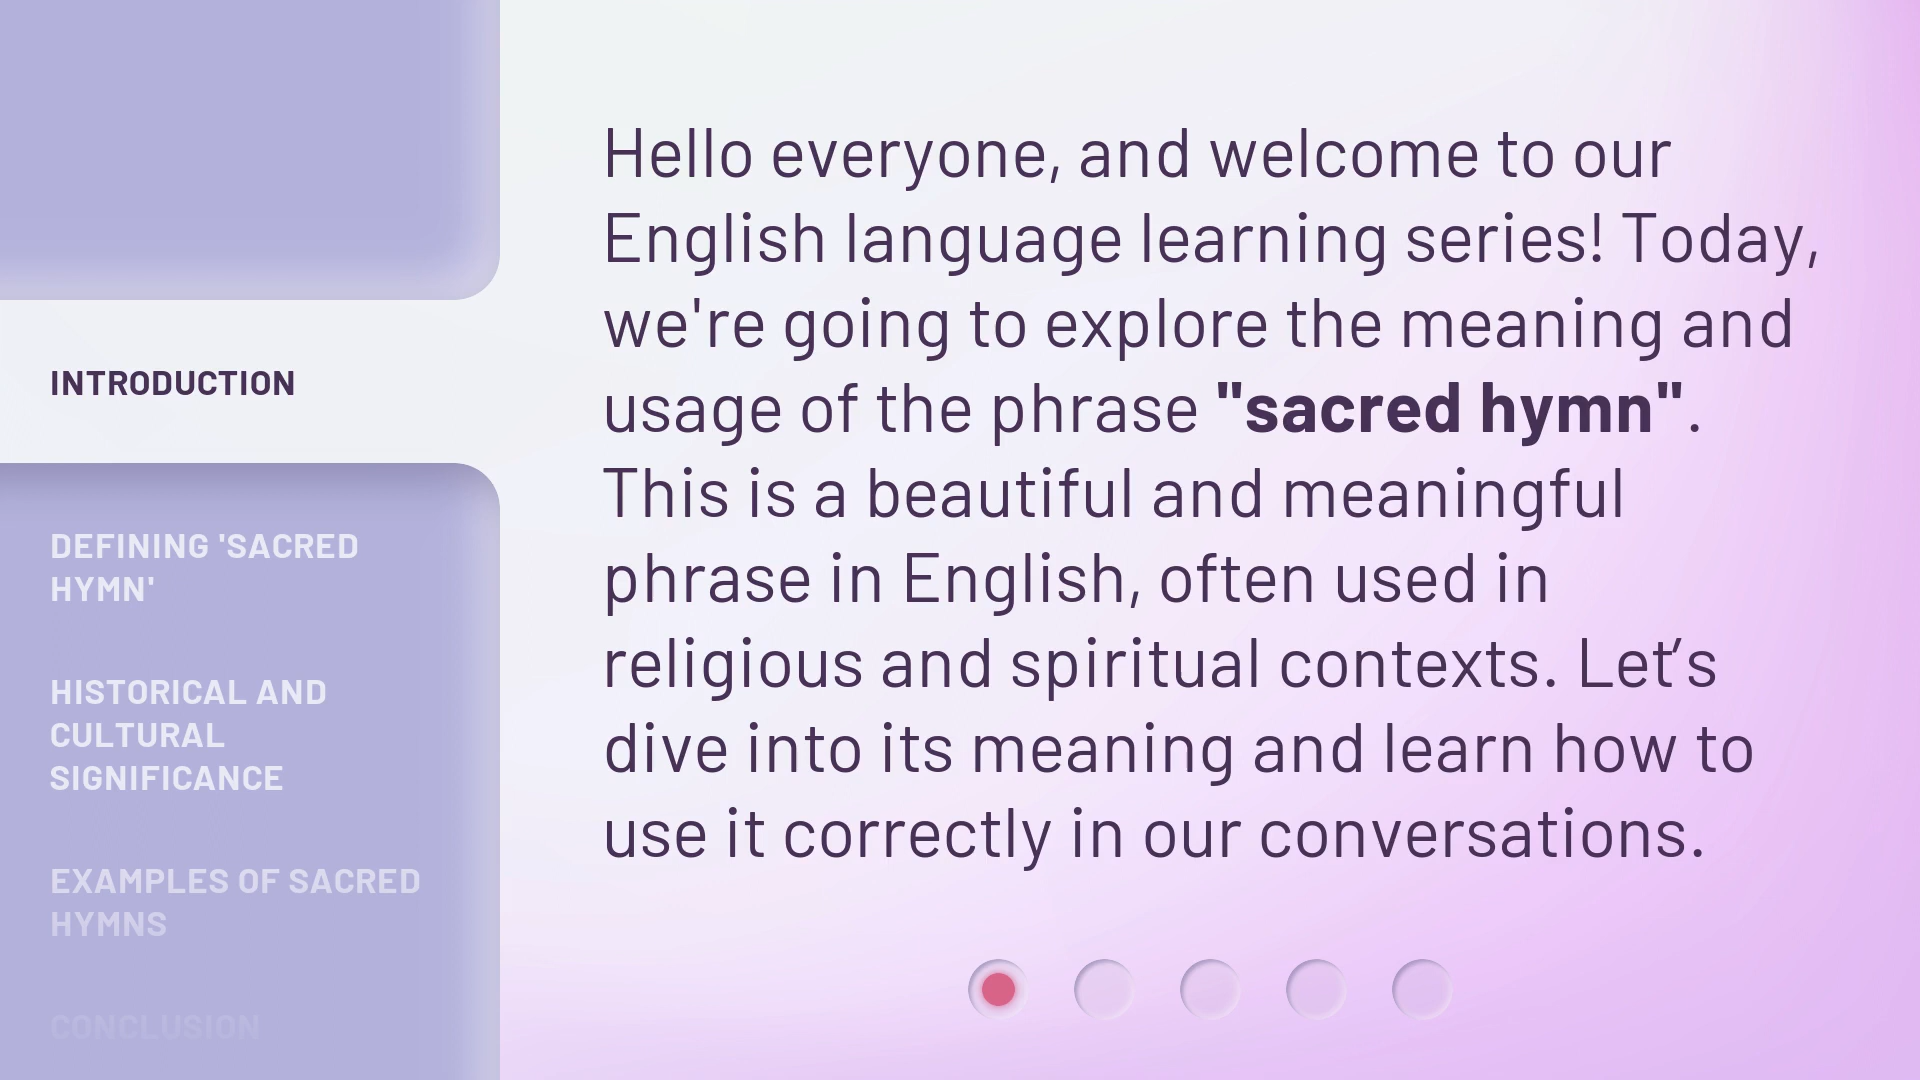 INTRODUCTION
DEFINING 'SACRED
HYMN'
HISTORICAL AND
CULTURAL
SIGNIFICANCE
EXAMPLES OF SACRED
HYMNS
CONCLUSION
Hello everyone, and welcome to our
English language learning series! Today,
we're going to explore the meaning and
usage of the phrase "sacred hymn".
This is a beautiful and meaningful
phrase in English, often used in
religious and spiritual contexts. Let’s
dive into its meaning and learn how to
use it correctly in our conversations.